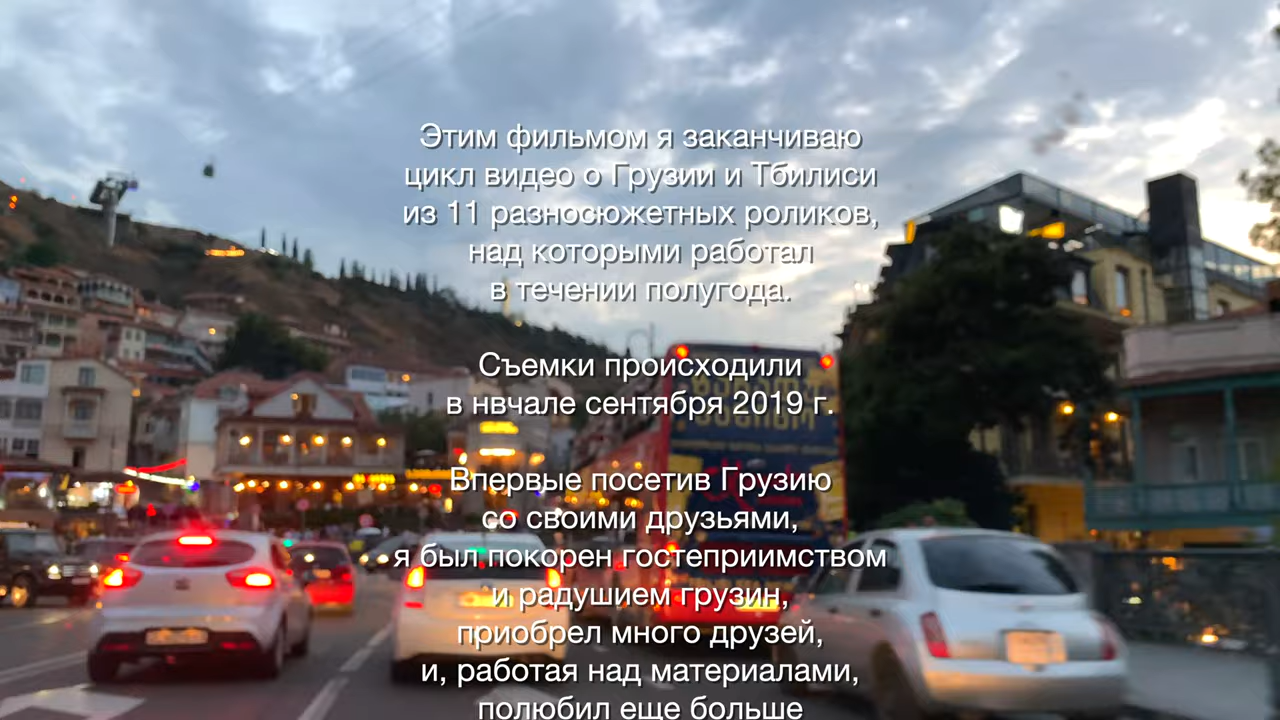 Этим фильмом я заканчиваю
цикл видео о Грузии и Тбилиси
из 11 разносюжетных роликов,
над которыми работал
в течении полугода.
Съемки происходили
в нвчале сентября 2019 г.
Впервые посетив Грузию
со своими друзьями,
я был покорен гостеприимством
и радушием грузин,
приобрел много друзей,
и, работая над материалами,
полюбил еще больше